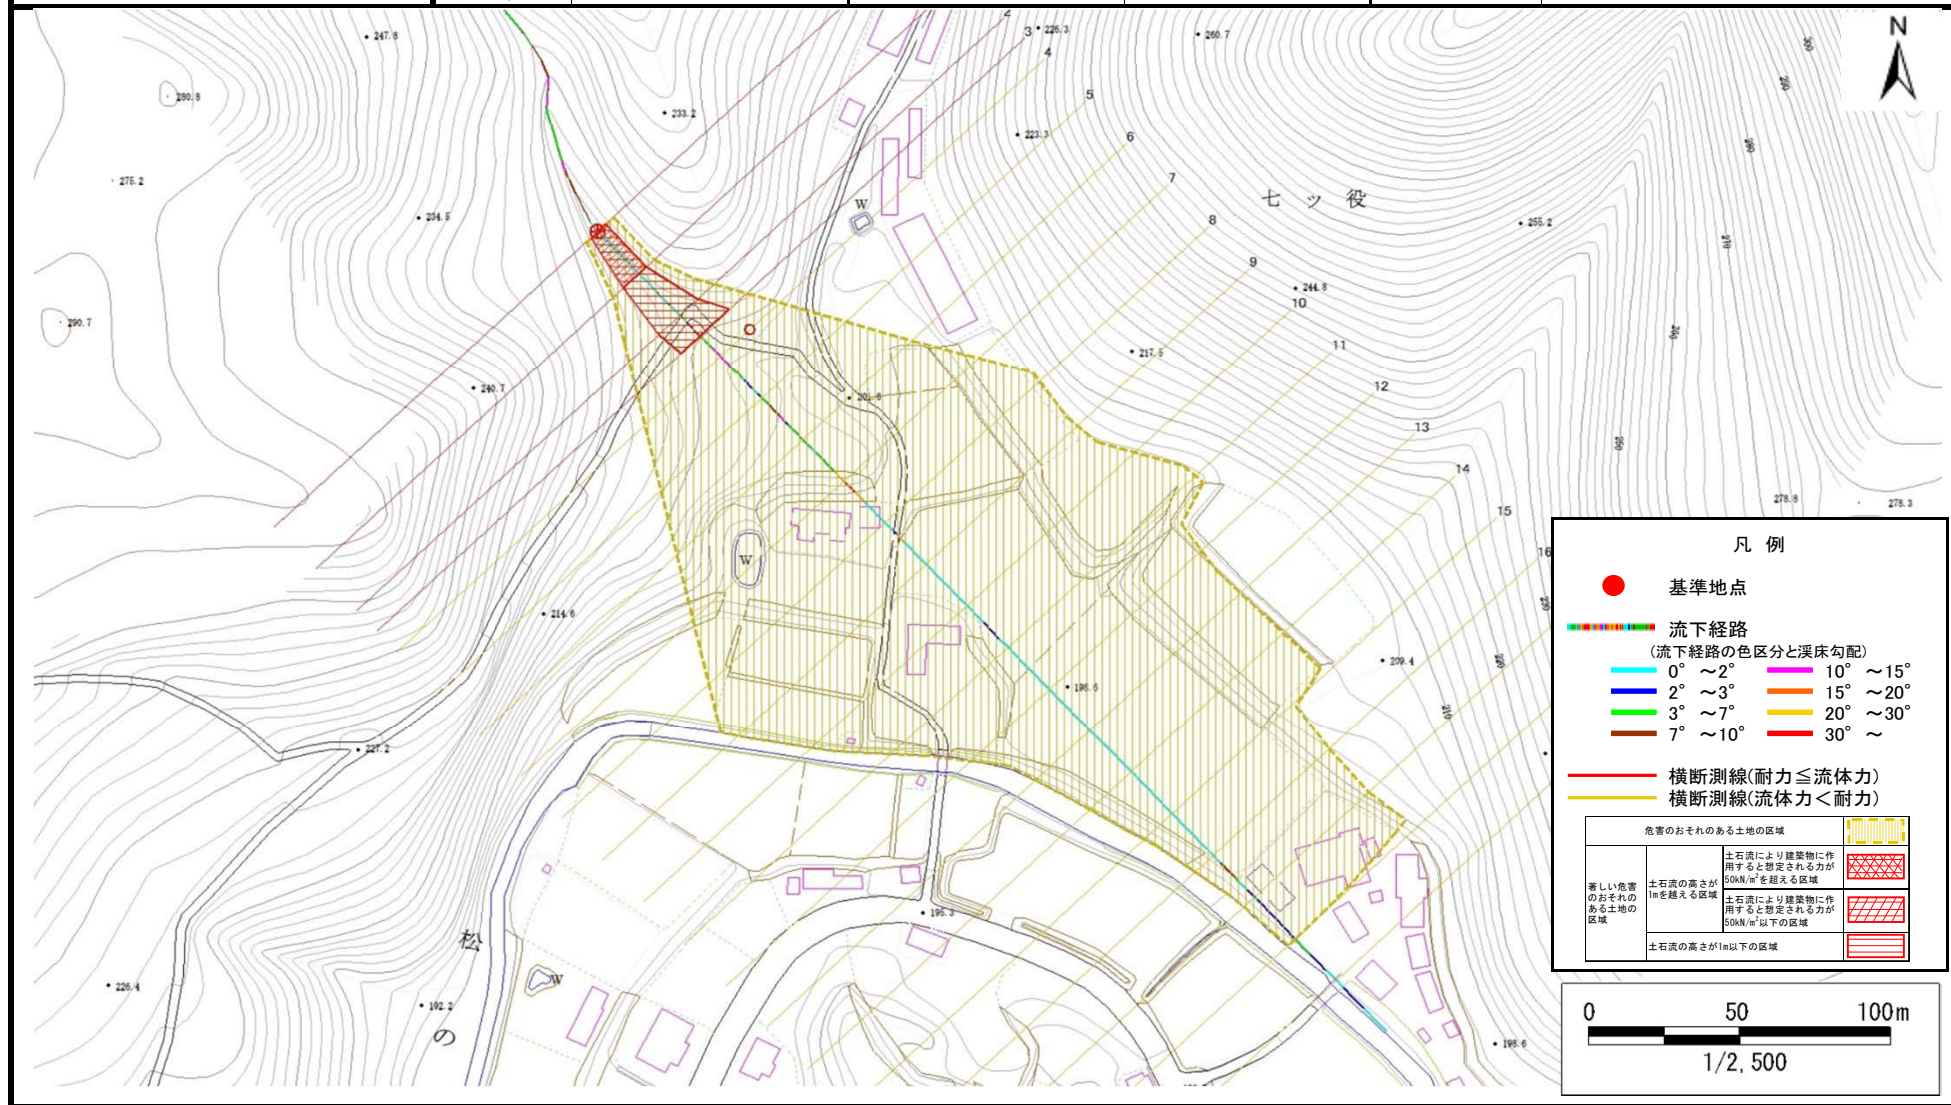 N
247.8
280.8
275.2
234.5
233.2
290.7
240.7
214.6
227.2
226.4
192.2
2
3
226.3
4
260.7
5
223.3
6
7
8
9
10
11
12
13
14
15
16
七ッ役
255.2
244.8
217.5
201.6
W
W
W
209.4
195.3
198.6
278.8
278.3
松
の
凡 例
基準地点
流下経路
(流下経路の色区分と渓床勾配)
0° ～2°
10° ～15°
2° ～3°
15° ～20°
3° ～7°
20° ～30°
7° ～10°
30° ～
横断測線(耐力≦流体力)
横断測線(流体力＜耐力)
危害のおそれのある土地の区域
著しい危害
のおそれの
ある土地の
区域
土石流の高さが
1mを越える区域
土石流により建築物に作
用すると想定される力が
50kN/m²を超える区域
土石流により建築物に作
用すると想定される力が
50kN/m²以下の区域
土石流の高さが1m以下の区域
0 50 100m
1/2,500